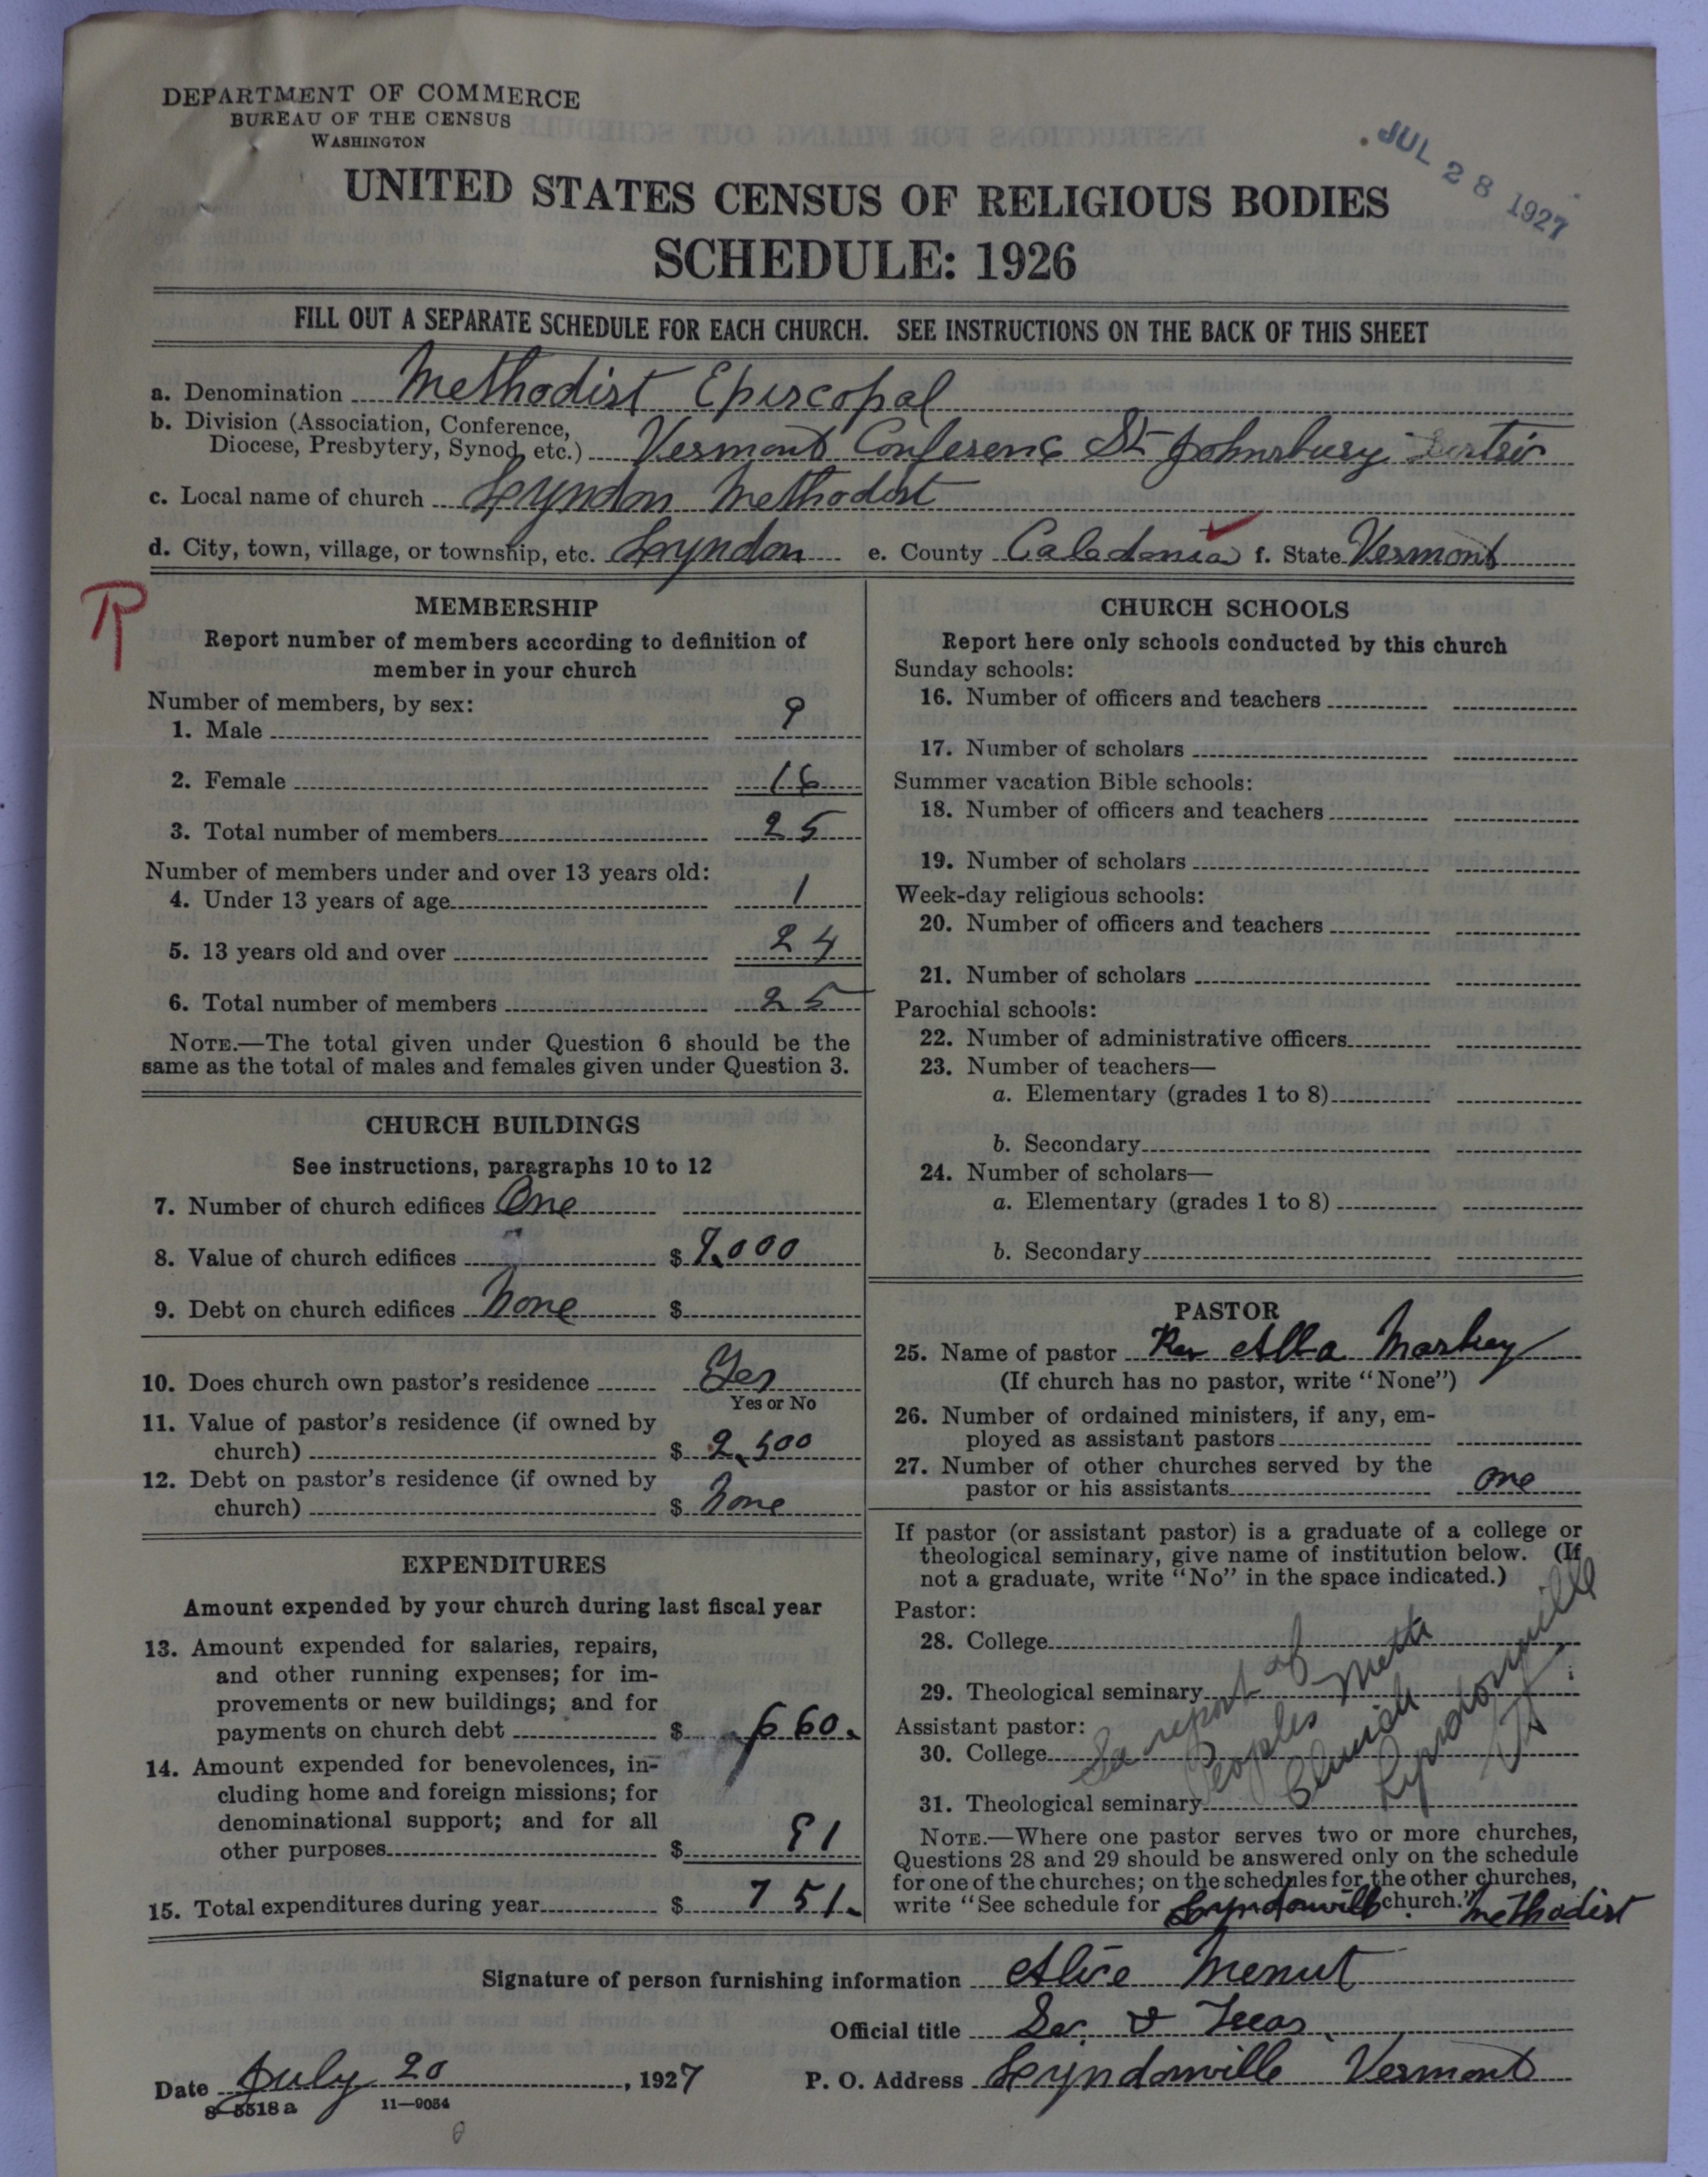 DEPARTMENT OF COMMERCE
BUREAU OF THE CENSUS
WASHINGTON
JUL 28 1927
UNITED STATES CENSUS OF RELIGIOUS BODIES
SCHEDULE: 1926
FILL OUT A SEPARATE SCHEDULE FOR EACH CHURCH. SEE INSTRUCTIONS ON THE BACK OF THIS SHEET
a. Denomination Methodist Episcopal
b. Division (Association, Conference,
Diocese, Presbytery, Synod, etc.) Vermont Conference St Johnsbury
c. Local name of church Lyndon Methodist
d. City, town, village, or township, etc. Lyndon e. County Caledonia f. State Vermont
R
MEMBERSHIP
Report number of members according to definition of
member in your church
Number of members, by sex:
1. Male 9
2. Female 16
3. Total number of members 25
Number of members under and over 13 years old:
4. Under 13 years of age 1
5. 13 years old and over 24
6. Total number of members 25
NOTE.—The total given under Question 6 should be the
same as the total of males and females given under Question 3.
CHURCH BUILDINGS
See instructions, paragraphs 10 to 12
7. Number of church edifices One
8. Value of church edifices $ 7.000
9. Debt on church edifices None $
10. Does church own pastor's residence Yes
Yes or No
11. Value of pastor's residence (if owned by
church) $ 2,500
12. Debt on pastor's residence (if owned by
church) $ None
EXPENDITURES
Amount expended by your church during last fiscal year
13. Amount expended for salaries, repairs,
and other running expenses; for im-
provements or new buildings; and for
payments on church debt $ 660.
14. Amount expended for benevolences, in-
cluding home and foreign missions; for
denominational support; and for all
other purposes $ 91
15. Total expenditures during year $ 751.
CHURCH SCHOOLS
Report here only schools conducted by this church
Sunday schools:
16. Number of officers and teachers
17. Number of scholars
Summer vacation Bible schools:
18. Number of officers and teachers
19. Number of scholars
Week-day religious schools:
20. Number of officers and teachers
21. Number of scholars
Parochial schools:
22. Number of administrative officers
23. Number of teachers—
a. Elementary (grades 1 to 8)
b. Secondary
24. Number of scholars—
a. Elementary (grades 1 to 8)
b. Secondary
PASTOR
25. Name of pastor Rev
(If church has no pastor, write "None")
26. Number of ordained ministers, if any, em-
ployed as assistant pastors
27. Number of other churches served by the
pastor or his assistants one
If pastor (or assistant pastor) is a graduate of a college or
theological seminary, give name of institution below. (If
not a graduate, write "No" in the space indicated.)
Pastor:
28. College
29. Theological seminary
Assistant pastor:
30. College
31. Theological seminary
report of
Peoples Meth
Church
Lyndonville
Vt
NOTE.—Where one pastor serves two or more churches,
Questions 28 and 29 should be answered only on the schedule
for one of the churches; on the schedules for the other churches,
write "See schedule for Lyndonville church." Methodist
Signature of person furnishing information Alice Menut
Official title Sec. & Treas.
Date July 20, 1927 P. O. Address Lyndonville Vermont
8—5518 a 11—9054